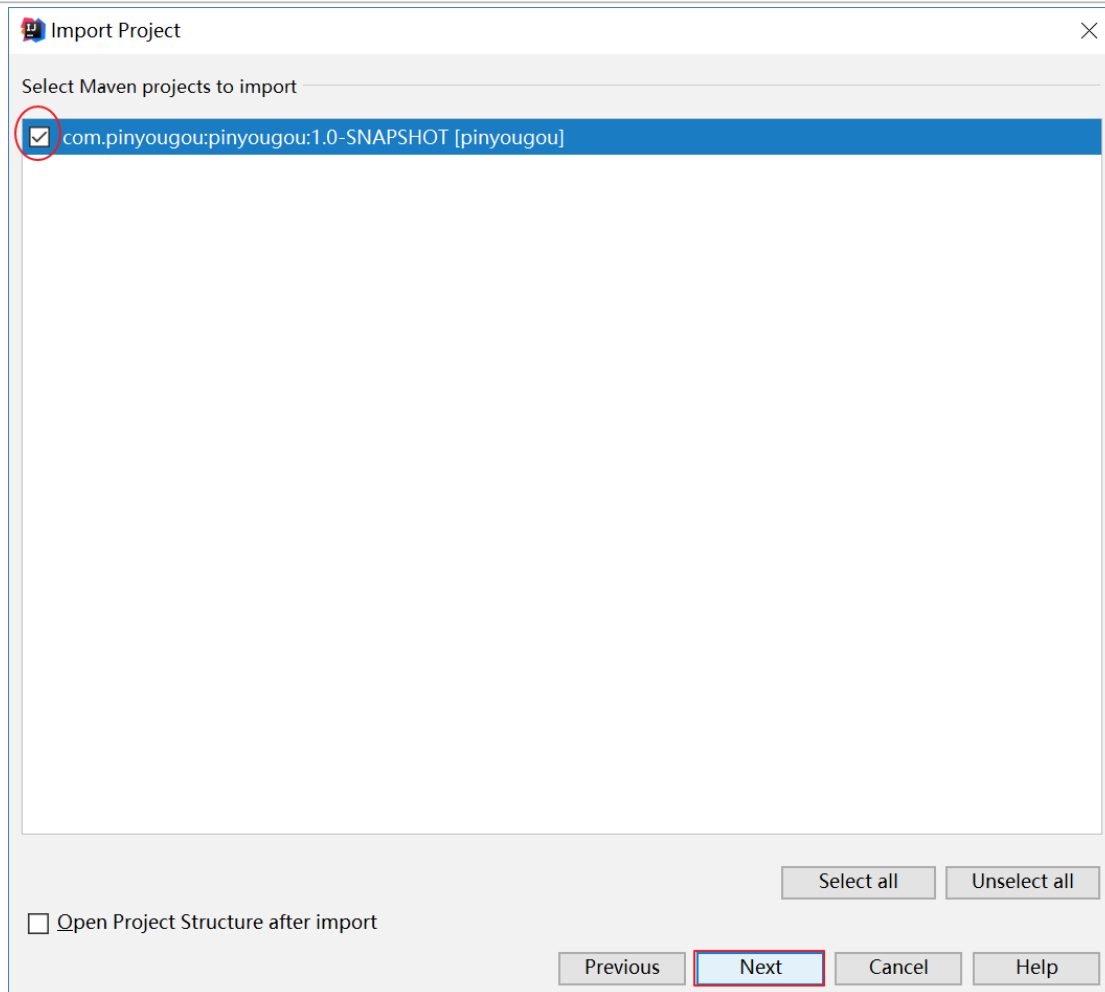 Import Project
Select Maven projects to import
com.pinyougou:pinyougou:1.0-SNAPSHOT [pinyougou]
Select all Unselect all
Open Project Structure after import
Previous Next Cancel Help